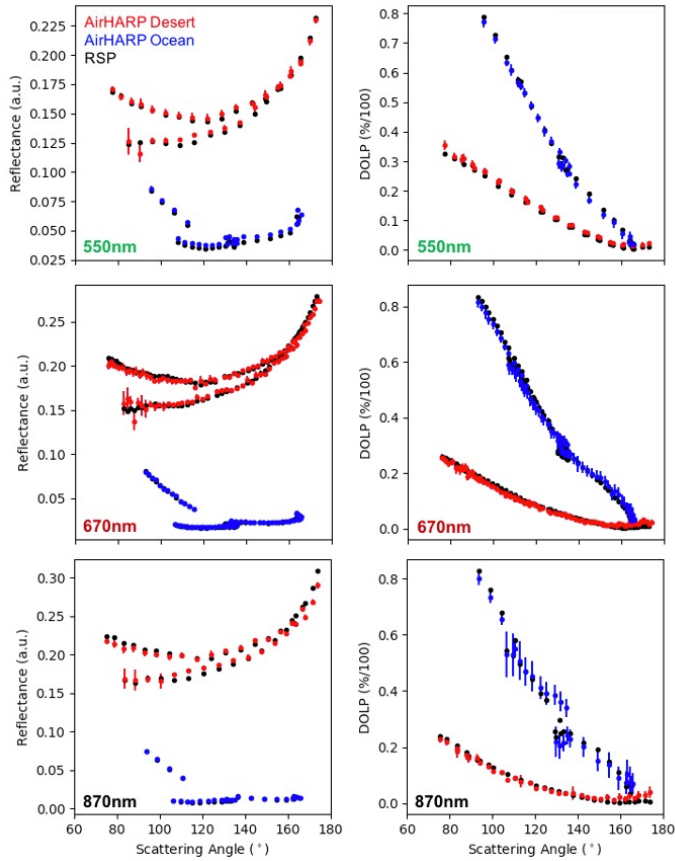 0.225
0.200
0.175
0.150
0.125
0.100
0.075
0.050
0.025
Reflectance (a.u.)
AirHARP Desert
AirHARP Ocean
RSP
550nm
0.8
0.7
0.6
0.5
0.4
0.3
0.2
0.1
0.0
DOLP (%/100)
550nm
0.25
0.20
0.15
0.10
0.05
Reflectance (a.u.)
670nm
0.8
0.6
0.4
0.2
0.0
DOLP (%/100)
670nm
0.30
0.25
0.20
0.15
0.10
0.05
0.00
Reflectance (a.u.)
870nm
60 80 100 120 140 160 180
Scattering Angle (°)
0.8
0.6
0.4
0.2
0.0
DOLP (%/100)
870nm
60 80 100 120 140 160 180
Scattering Angle (°)